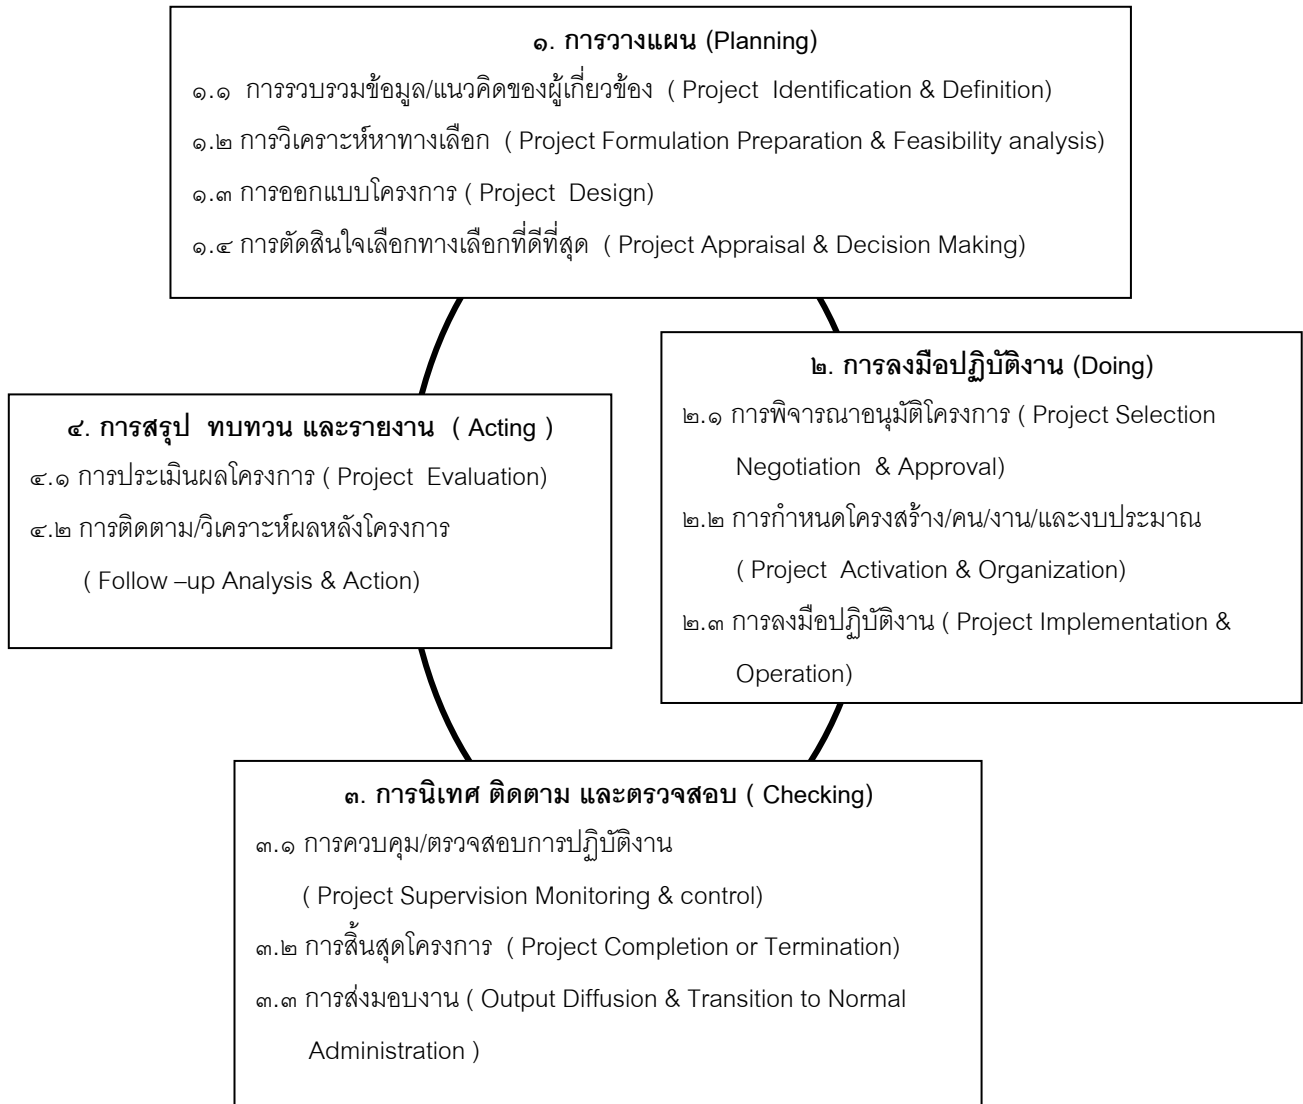 ๑. การวางแผน (Planning)
๑.๑ การรวบรวมข้อมูล/แนวคิดของผู้เกี่ยวข้อง ( Project Identification & Definition)
๑.๒ การวิเคราะห์หาทางเลือก ( Project Formulation Preparation & Feasibility analysis)
๑.๓ การออกแบบโครงการ ( Project Design)
๑.๔ การตัดสินใจเลือกทางเลือกที่ดีที่สุด ( Project Appraisal & Decision Making)
๒. การลงมือปฏิบัติงาน (Doing)
๒.๑ การพิจารณาอนุมัติโครงการ ( Project Selection
Negotiation & Approval)
๒.๒ การกำหนดโครงสร้าง/คน/งาน/และงบประมาณ
( Project Activation & Organization)
๒.๓ การลงมือปฏิบัติงาน ( Project Implementation &
Operation)
๓. การนิเทศ ติดตาม และตรวจสอบ ( Checking)
๓.๑ การควบคุม/ตรวจสอบการปฏิบัติงาน
( Project Supervision Monitoring & control)
๓.๒ การสิ้นสุดโครงการ ( Project Completion or Termination)
๓.๓ การส่งมอบงาน ( Output Diffusion & Transition to Normal
Administration )
๔. การสรุป ทบทวน และรายงาน ( Acting )
๔.๑ การประเมินผลโครงการ ( Project Evaluation)
๔.๒ การติดตาม/วิเคราะห์ผลหลังโครงการ
( Follow –up Analysis & Action)